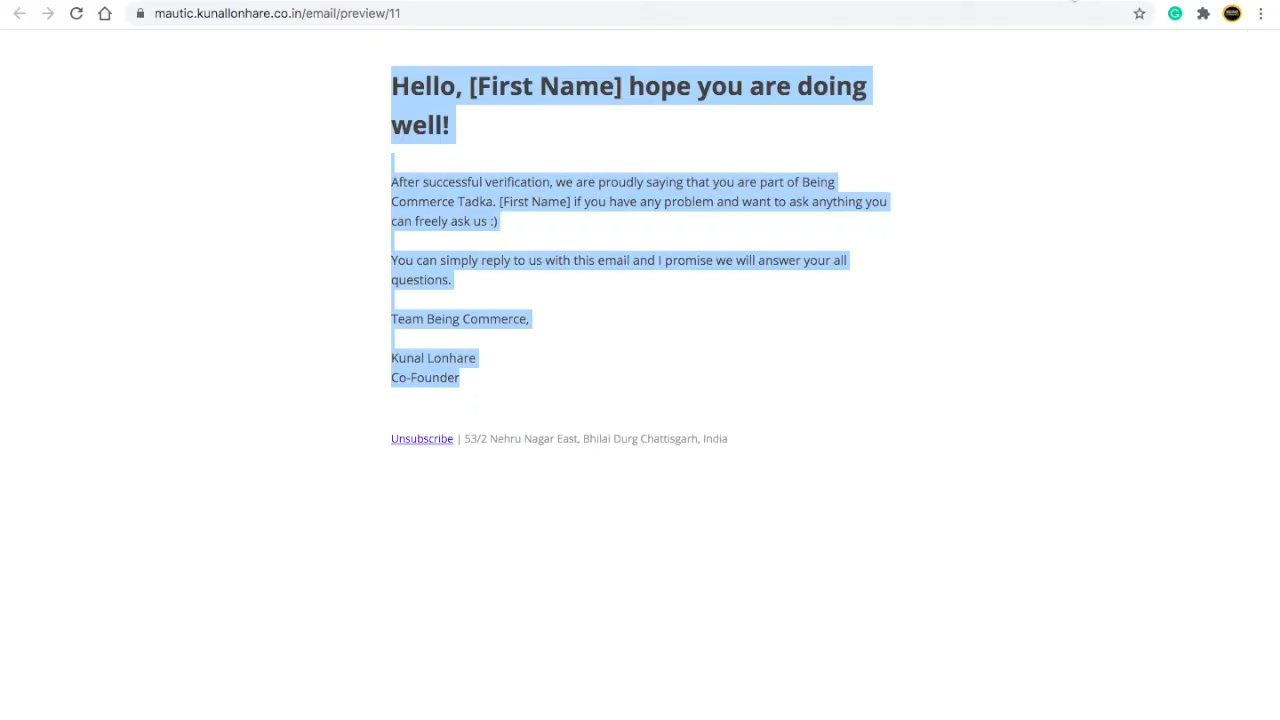 mautic.kunallonhare.co.in/email/preview/11
Hello, [First Name] hope you are doing
well!
After successful verification, we are proudly saying that you are part of Being
Commerce Tadka. [First Name] if you have any problem and want to ask anything you
can freely ask us :)
You can simply reply to us with this email and I promise we will answer your all
questions.
Team Being Commerce,
Kunal Lonhare
Co-Founder
Unsubscribe | 53/2 Nehru Nagar East, Bhilai Durg Chattisgarh, India